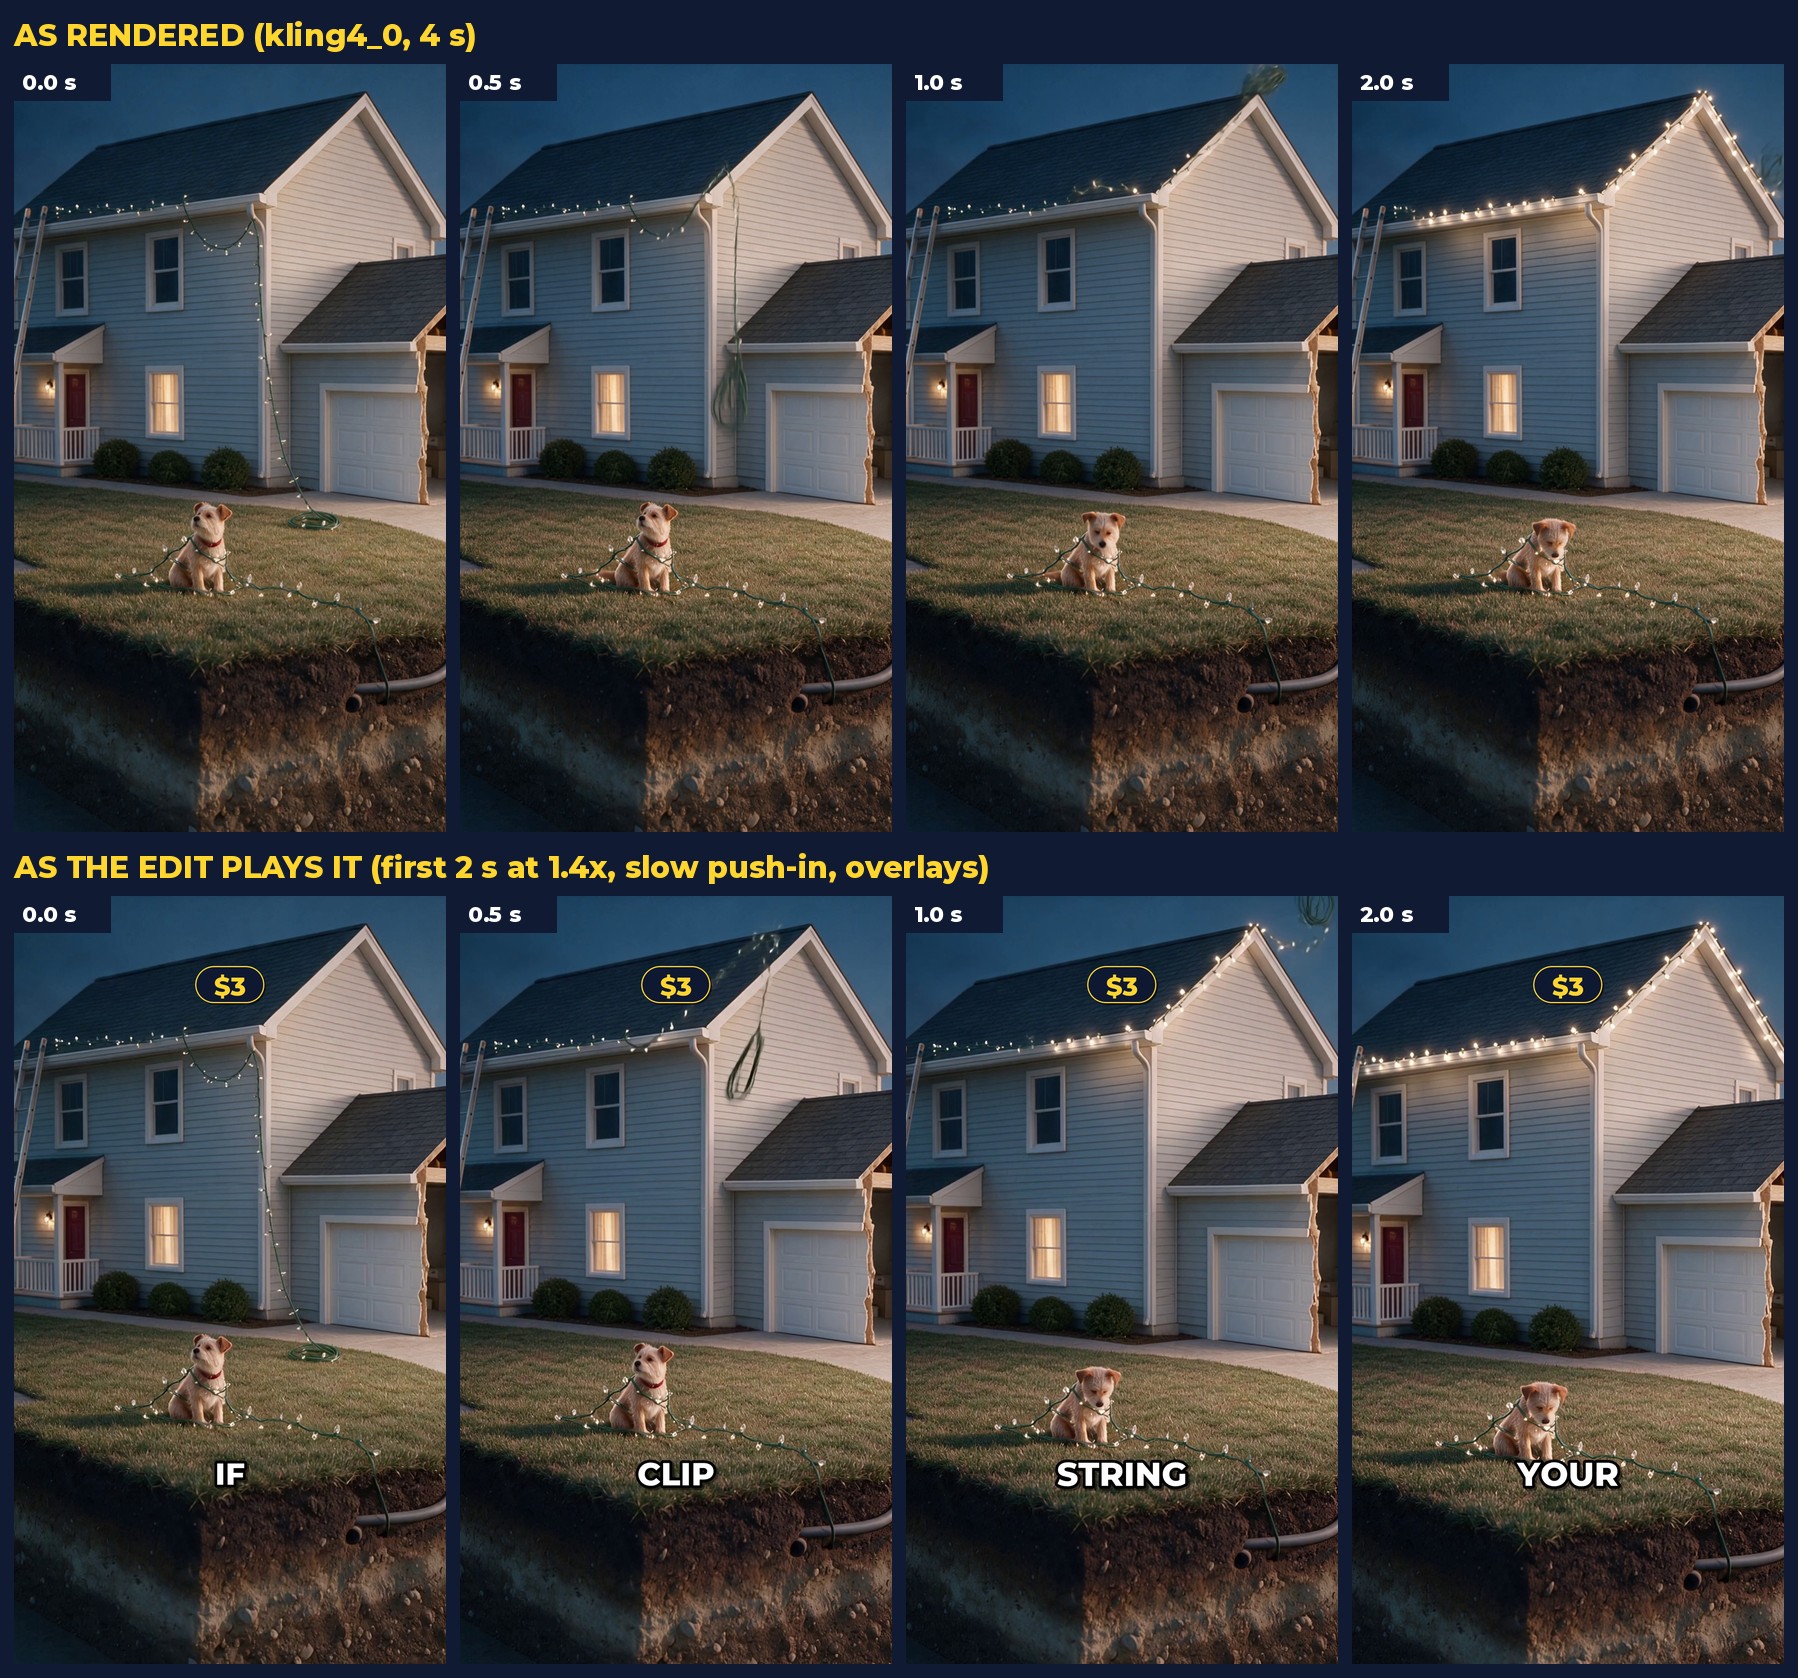 AS RENDERED (kling4_0, 4 s)
0.0 s
0.5 s
1.0 s
2.0 s
AS THE EDIT PLAYS IT (first 2 s at 1.4x, slow push-in, overlays)
0.0 s
0.5 s
1.0 s
2.0 s
$3
$3
$3
$3
IF
CLIP
STRING
YOUR